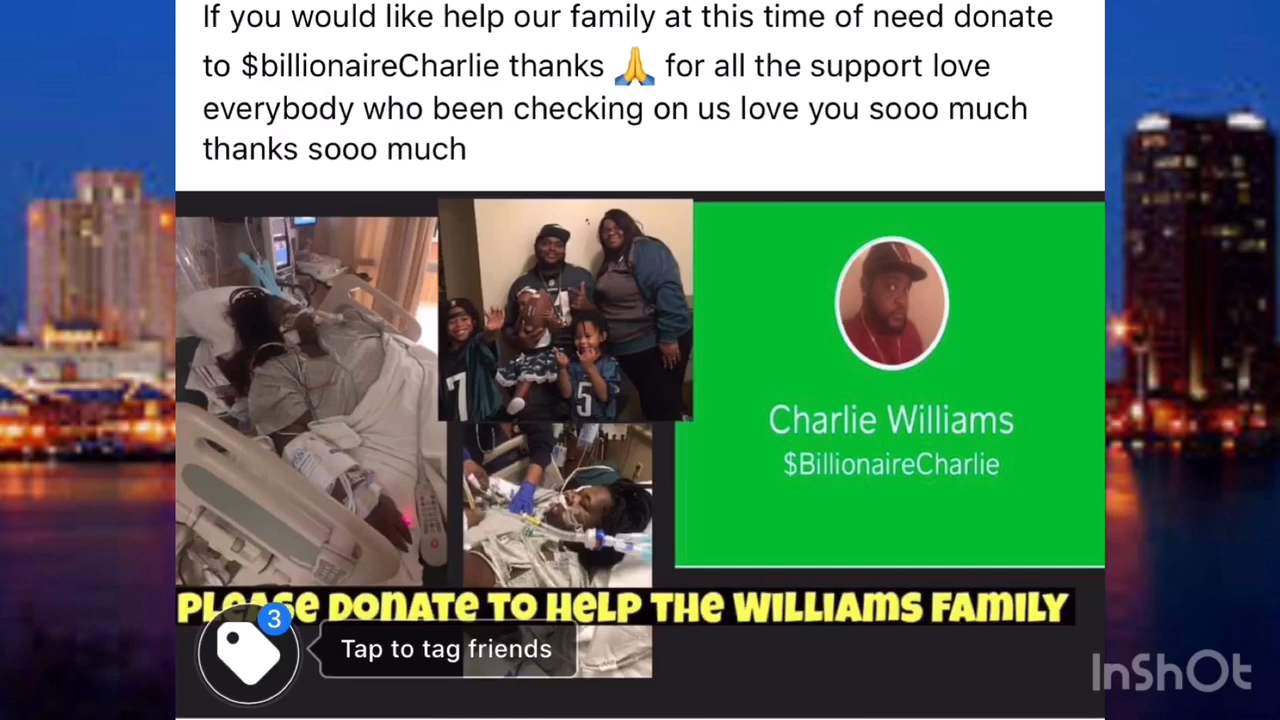 If you would like help our family at this time of need donate
to $billionaireCharlie thanks 🙏 for all the support love
everybody who been checking on us love you sooo much
thanks sooo much
7
5
Charlie Williams
$BillionaireCharlie
PLEASE DONATE TO HELP THE WILLIAMS FAMILY
3
Tap to tag friends
InShOt